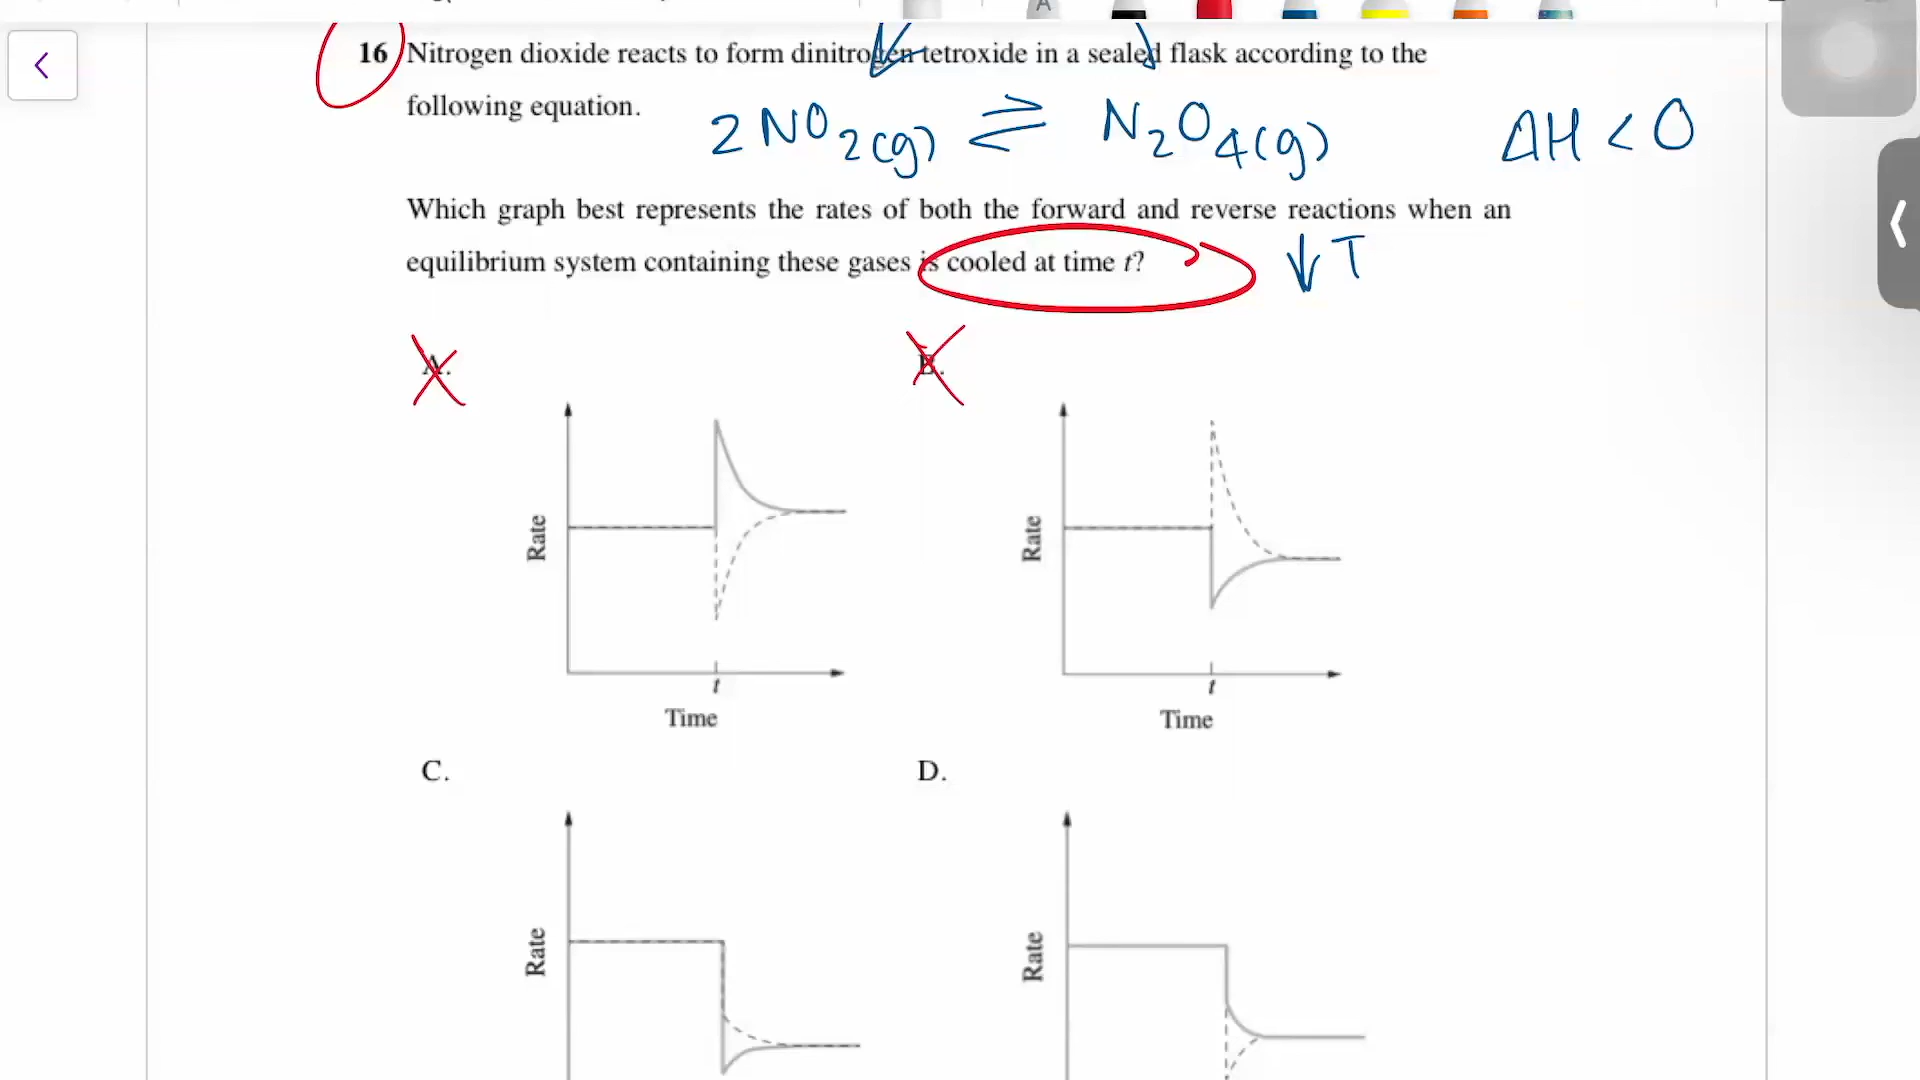 16 Nitrogen dioxide reacts to form dinitrogen tetroxide in a sealed flask according to the
following equation.
2NO2(g) ⇌ N2O4(g) ΔH < 0
Which graph best represents the rates of both the forward and reverse reactions when an
equilibrium system containing these gases is cooled at time t?
↓ T
A. B.
Rate Rate
t t
Time Time
C. D.
Rate Rate